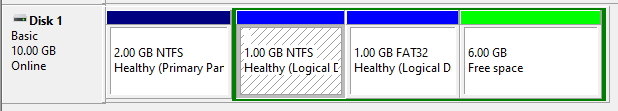 Disk 1
Basic
10.00 GB
Online
2.00 GB NTFS
Healthy (Primary Par
1.00 GB NTFS
Healthy (Logical D
1.00 GB FAT32
Healthy (Logical D
6.00 GB
Free space